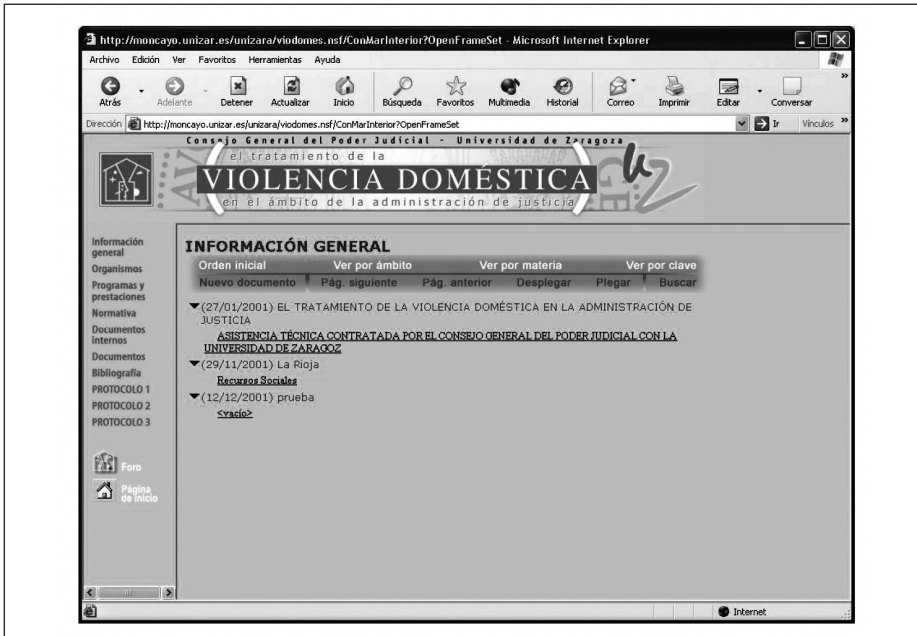 http://moncayo.unizar.es/unizara/viodomes.nsf/ConMarInterior?OpenFrameSet - Microsoft Internet Explorer
Archivo Edición Ver Favoritos Herramientas Ayuda
Atrás Adelante Detener Actualizar Inicio Búsqueda Favoritos Multimedia Historial Correo Imprimir Editar Conversar
Dirección http://moncayo.unizar.es/unizara/viodomes.nsf/ConMarInterior?OpenFrameSet Ir Vínculos
Consejo General del Poder Judicial - Universidad de Zaragoza
el tratamiento de la
VIOLENCIA DOMÉSTICA
en el ámbito de la administración de justicia
Información
general
Organismos
Programas y
prestaciones
Normativa
Documentos
internos
Documentos
Bibliografía
PROTOCOLO 1
PROTOCOLO 2
PROTOCOLO 3
Foro
Página
de inicio
INFORMACIÓN GENERAL
Orden inicial Ver por ámbito Ver por materia Ver por clave
Nuevo documento Pág. siguiente Pág. anterior Desplegar Plegar Buscar
(27/01/2001) EL TRATAMIENTO DE LA VIOLENCIA DOMÉSTICA EN LA ADMINISTRACIÓN DE
JUSTICIA
ASISTENCIA TÉCNICA CONTRATADA POR EL CONSEJO GENERAL DEL PODER JUDICIAL CON LA
UNIVERSIDAD DE ZARAGOZ
(29/11/2001) La Rioja
Recursos Sociales
(12/12/2001) prueba
<vacío>
Internet